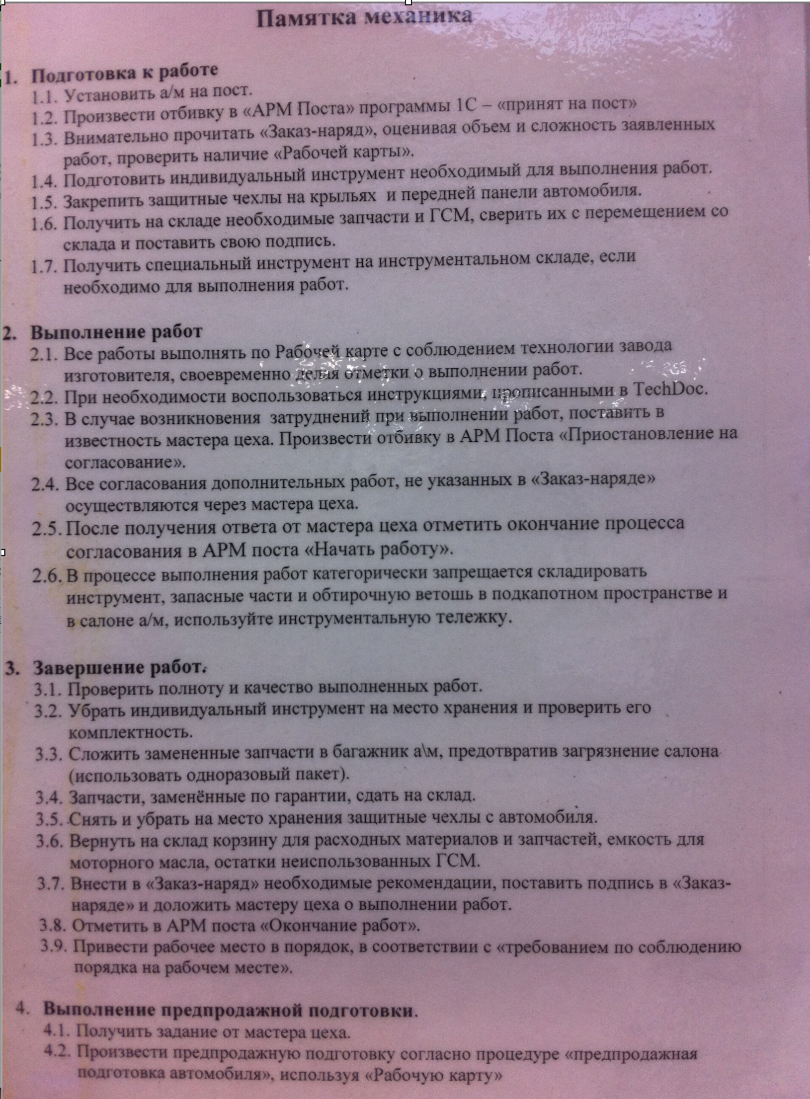 Памятка механика
1. Подготовка к работе
1.1. Установить а/м на пост.
1.2. Произвести отбивку в «АРМ Поста» программы 1С – «принят на пост»
1.3. Внимательно прочитать «Заказ-наряд», оценивая объем и сложность заявленных
работ, проверить наличие «Рабочей карты».
1.4. Подготовить индивидуальный инструмент необходимый для выполнения работ.
1.5. Закрепить защитные чехлы на крыльях и передней панели автомобиля.
1.6. Получить на складе необходимые запчасти и ГСМ, сверить их с перемещением со
склада и поставить свою подпись.
1.7. Получить специальный инструмент на инструментальном складе, если
необходимо для выполнения работ.
2. Выполнение работ
2.1. Все работы выполнять по Рабочей карте с соблюдением технологии завода
изготовителя, своевременно делая отметки о выполнении работ.
2.2. При необходимости воспользоваться инструкциями, прописанными в TechDoc.
2.3. В случае возникновения затруднений при выполнении работ, поставить в
известность мастера цеха. Произвести отбивку в АРМ Поста «Приостановление на
согласование».
2.4. Все согласования дополнительных работ, не указанных в «Заказ-наряде»
осуществляются через мастера цеха.
2.5. После получения ответа от мастера цеха отметить окончание процесса
согласования в АРМ поста «Начать работу».
2.6. В процессе выполнения работ категорически запрещается складировать
инструмент, запасные части и обтирочную ветошь в подкапотном пространстве и
в салоне а/м, используйте инструментальную тележку.
3. Завершение работ.
3.1. Проверить полноту и качество выполненных работ.
3.2. Убрать индивидуальный инструмент на место хранения и проверить его
комплектность.
3.3. Сложить замененные запчасти в багажник а\м, предотвратив загрязнение салона
(использовать одноразовый пакет).
3.4. Запчасти, заменённые по гарантии, сдать на склад.
3.5. Снять и убрать на место хранения защитные чехлы с автомобиля.
3.6. Вернуть на склад корзину для расходных материалов и запчастей, емкость для
моторного масла, остатки неиспользованных ГСМ.
3.7. Внести в «Заказ-наряд» необходимые рекомендации, поставить подпись в «Заказ-
наряде» и доложить мастеру цеха о выполнении работ.
3.8. Отметить в АРМ поста «Окончание работ».
3.9. Привести рабочее место в порядок, в соответствии с «требованием по соблюдению
порядка на рабочем месте».
4. Выполнение предпродажной подготовки.
4.1. Получить задание от мастера цеха.
4.2. Произвести предпродажную подготовку согласно процедуре «предпродажная
подготовка автомобиля», используя «Рабочую карту»